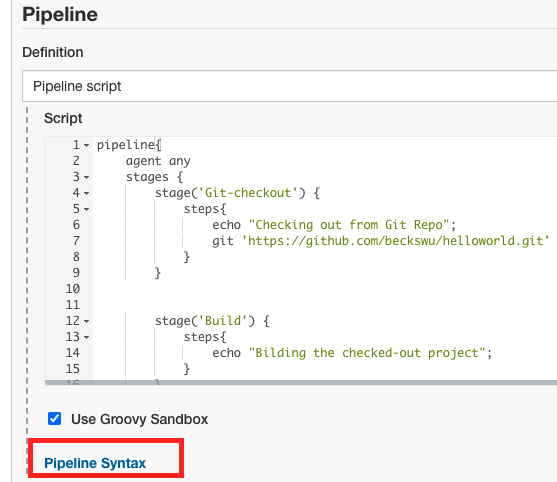 Pipeline
Definition
Pipeline script
Script
1 pipeline{
2 agent any
3 stages {
4 stage('Git-checkout') {
5 steps{
6 echo "Checking out from Git Repo";
7 git 'https://github.com/beckswu/helloworld.git'
8 }
9 }
10
11
12 stage('Build') {
13 steps{
14 echo "Bilding the checked-out project";
15 }
16 }
Use Groovy Sandbox
Pipeline Syntax